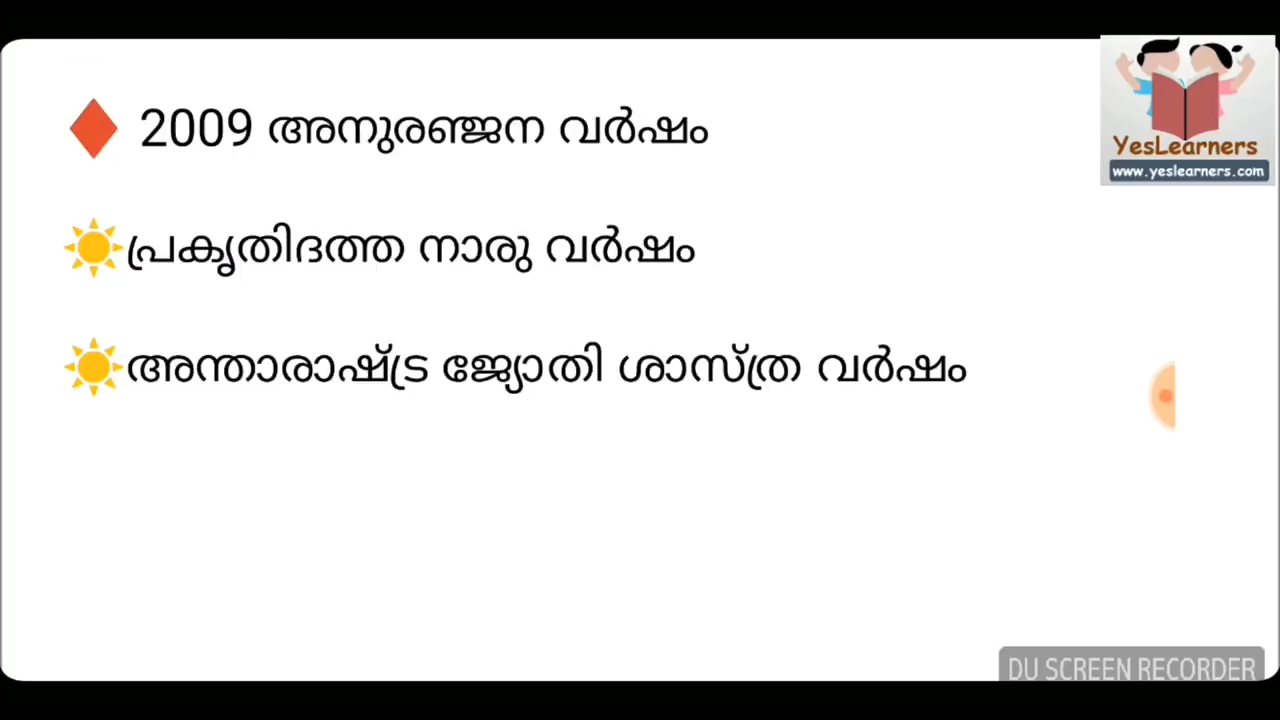 ♦ 2009 അനുരഞ്ജന വർഷം
YesLearners
www.yeslearners.com
☀പ്രകൃതിദത്ത നാരു വർഷം
☀അന്താരാഷ്ട്ര ജ്യോതി ശാസ്ത്ര വർഷം
DU SCREEN RECORDER